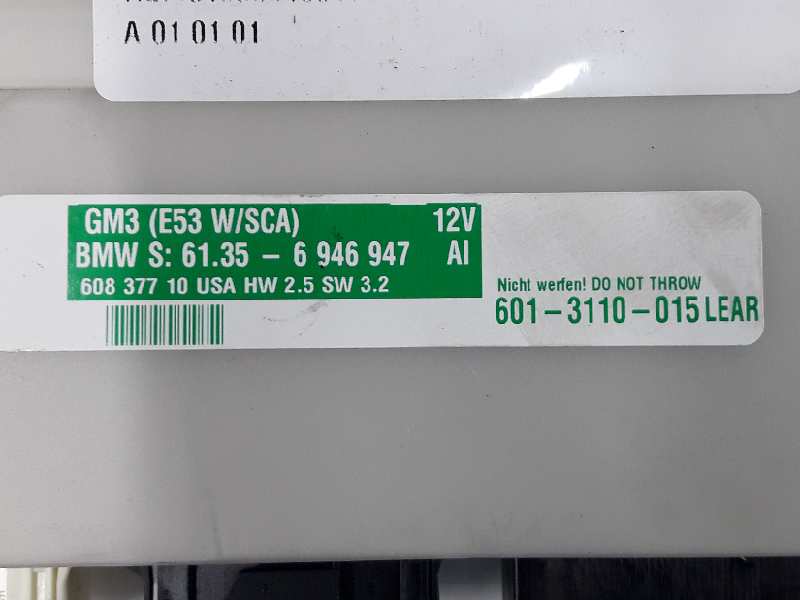 A 01 01 01
GM3 (E53 W/SCA) 12V
BMW S: 61.35 - 6 946 947 AI
608 377 10 USA HW 2.5 SW 3.2
Nicht werfen! DO NOT THROW
601-3110-015 LEAR